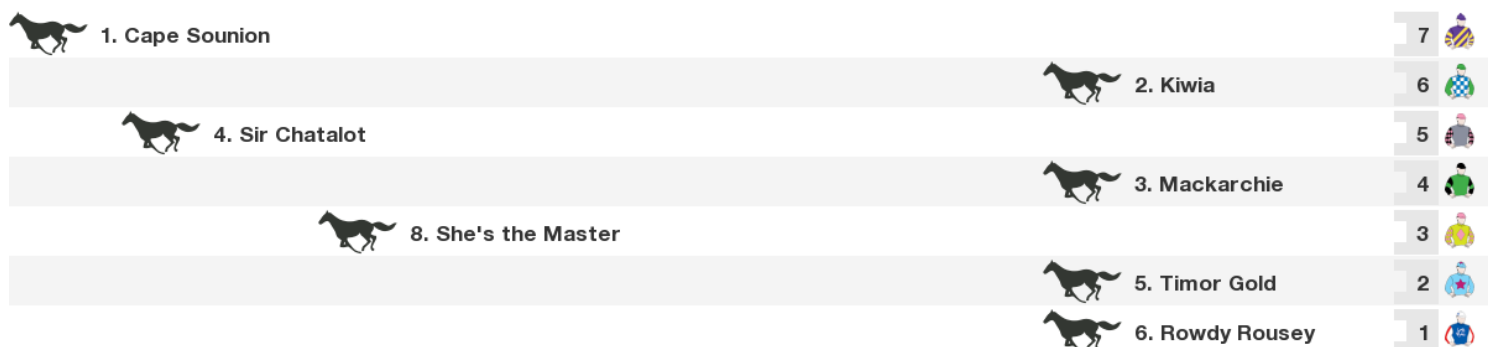 1. Cape Sounion 7
2. Kiwia 6
4. Sir Chatalot 5
3. Mackarchie 4
8. She's the Master 3
5. Timor Gold 2
6. Rowdy Rousey 1